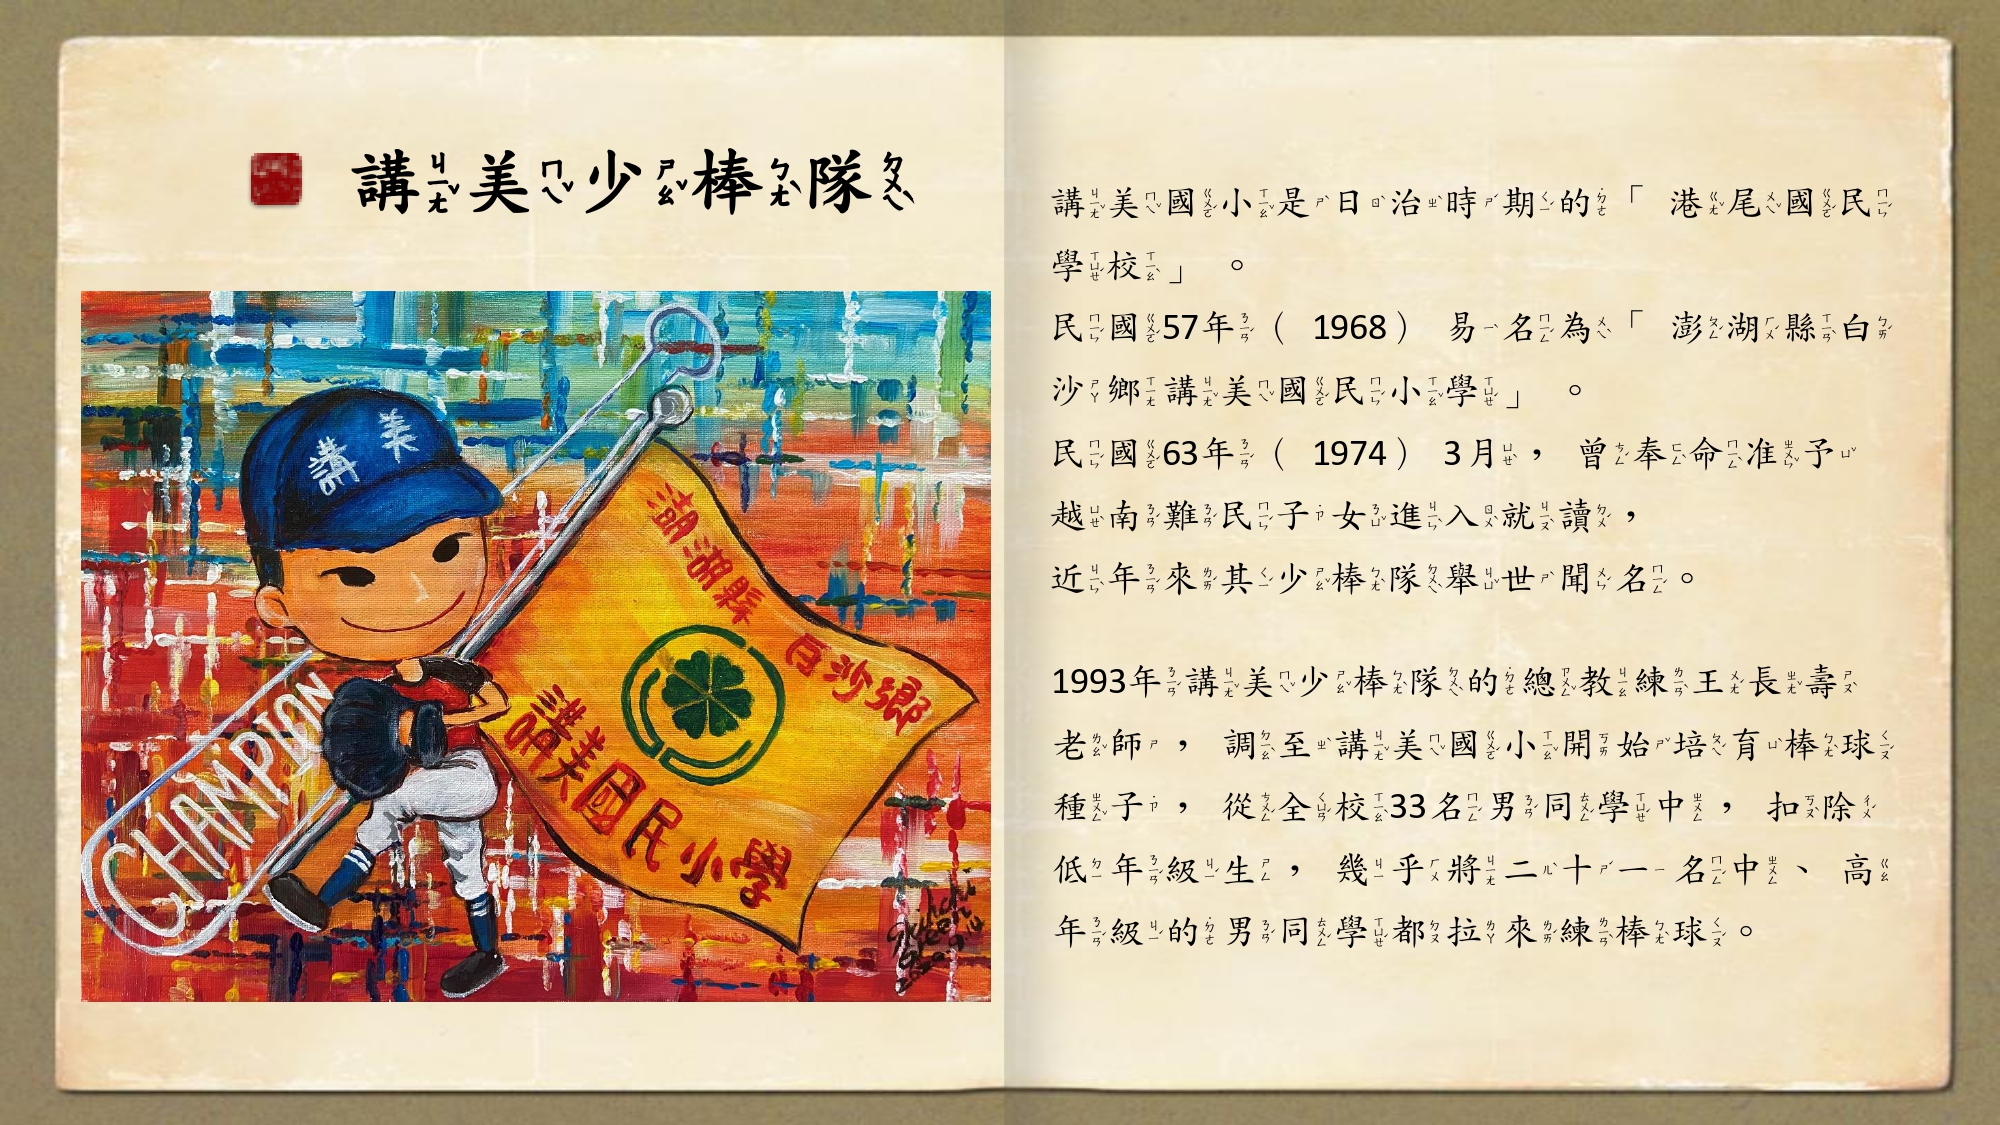 講美少棒隊
講美國小是日治時期的「港尾國民
學校」。
民國57年（1968）易名為「澎湖縣白
沙鄉講美國民小學」。
民國63年（1974）3月，曾奉命准予
越南難民子女進入就讀，
近年來其少棒隊舉世聞名。
1993年講美少棒隊的總教練王長壽
老師，調至講美國小開始培育棒球
種子，從全校33名男同學中，扣除
低年級生，幾乎將二十一名中、高
年級的男同學都拉來練棒球。
講美
澎湖縣
白沙鄉
講美國民小學
CHAMPION